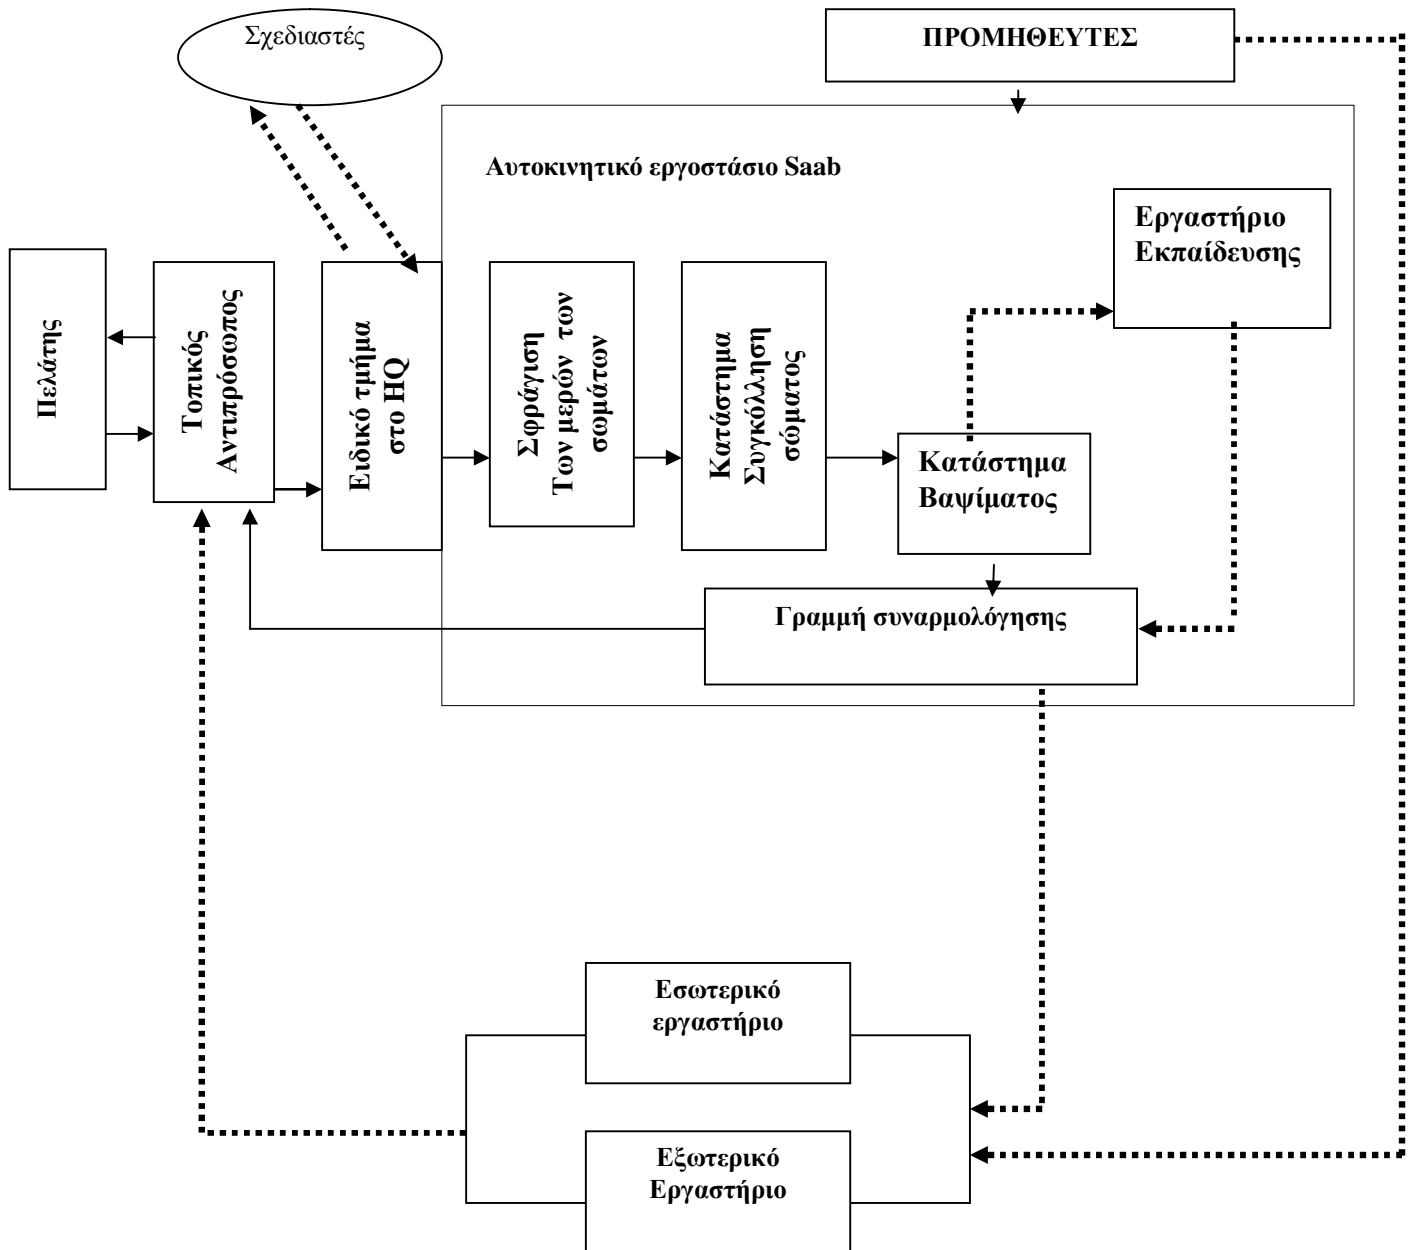 Σχεδιαστές
ΠΡΟΜΗΘΕΥΤΕΣ
Αυτοκινητικό εργοστάσιο Saab
Εργαστήριο
Εκπαίδευσης
Πελάτης
Τοπικός
Αντιπρόσωπος
Ειδικό τμήμα
στο HQ
Σφράγιση
Των μερών των
σωμάτων
Κατάστημα
Συγκόλληση
σώματος
Κατάστημα
Βαψίματος
Γραμμή συναρμολόγησης
Εσωτερικό
εργαστήριο
Εξωτερικό
Εργαστήριο